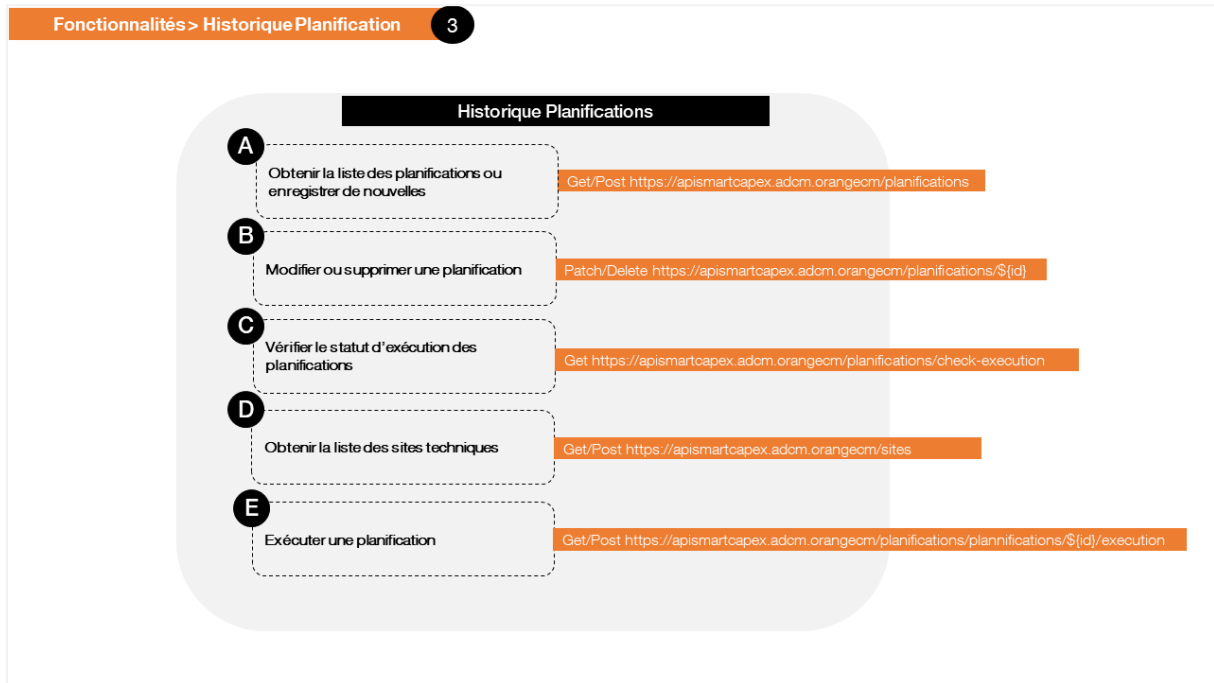 Fonctionnalités > Historique Planification 3
Historique Planifications
A
Obtenir la liste des planifications ou
enregistrer de nouvelles
Get/Post https://apismartcapex.adcm.orangecm/planifications
B
Modifier ou supprimer une planification
Patch/Delete https://apismartcapex.adcm.orangecm/planifications/${id}
C
Vérifier le statut d'exécution des
planifications
Get https://apismartcapex.adcm.orangecm/planifications/check-execution
D
Obtenir la liste des sites techniques
Get/Post https://apismartcapex.adcm.orangecm/sites
E
Exécuter une planification
Get/Post https://apismartcapex.adcm.orangecm/planifications/plannifications/${id}/execution